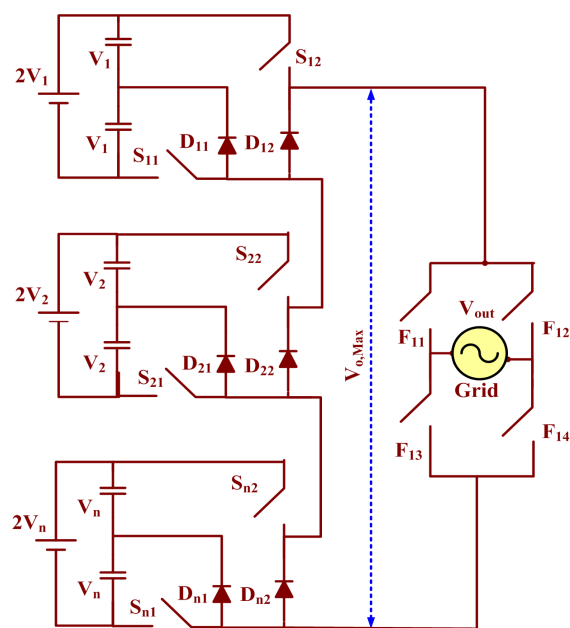 V₁
S₁₂
2V₁
V₁
S₁₁
D₁₁
D₁₂
V₂
S₂₂
2V₂
V₂
S₂₁
D₂₁
D₂₂
Vₙ
Sₙ₂
2Vₙ
Vₙ
Sₙ₁
Dₙ₁
Dₙ₂
V₀,Max
Vout
F₁₁
F₁₂
Grid
F₁₃
F₁₄